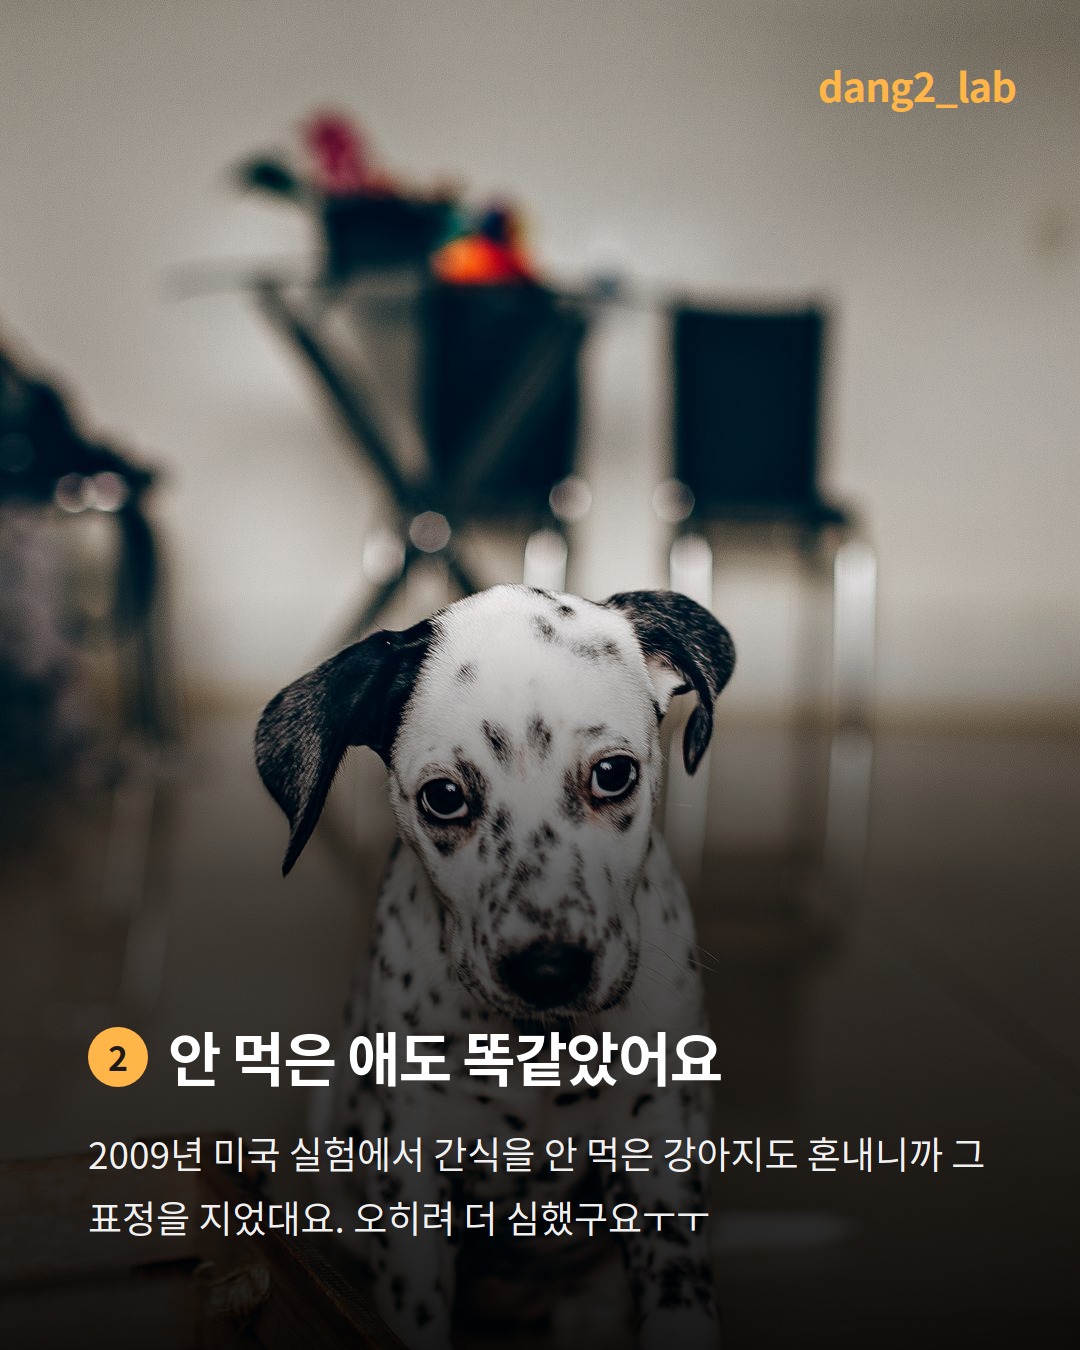 dang2_lab
2 안 먹은 애도 똑같았어요
2009년 미국 실험에서 간식을 안 먹은 강아지도 혼내니까 그
표정을 지었대요. 오히려 더 심했구요ㅜㅜ